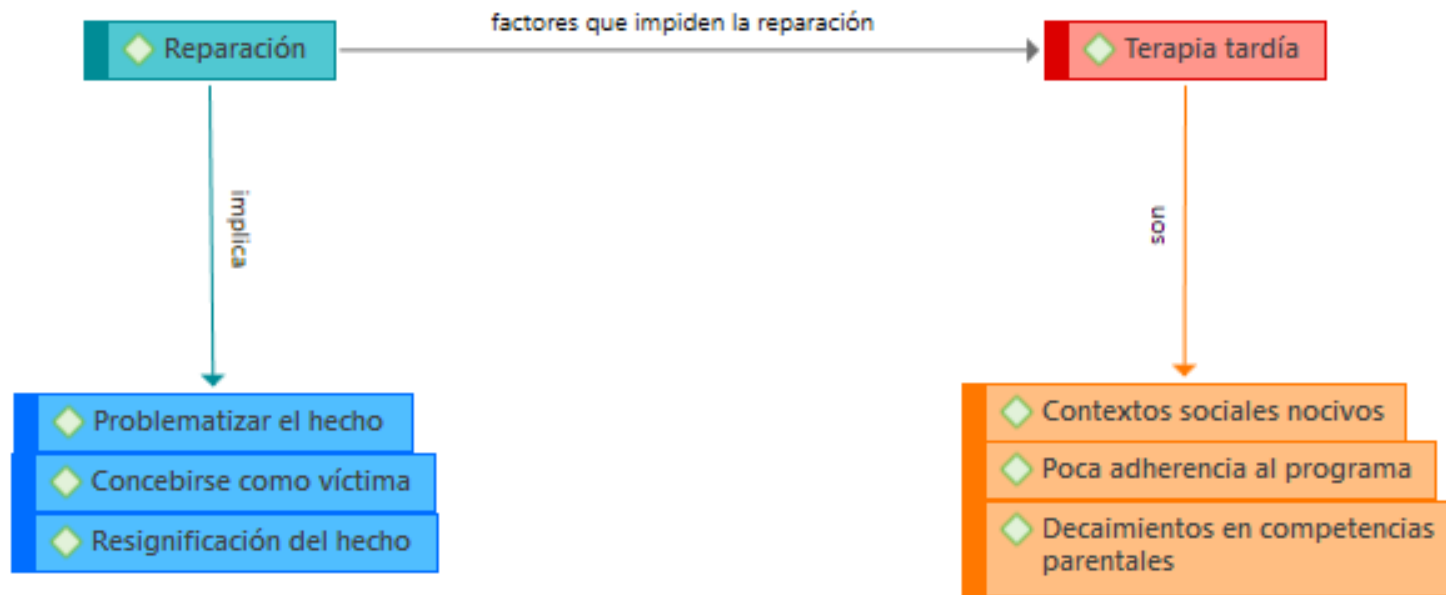 factores que impiden la reparación
Reparación
Terapia tardía
implica
son
Problematizar el hecho
Concebirse como víctima
Resignificación del hecho
Contextos sociales nocivos
Poca adherencia al programa
Decaimientos en competencias
parentales